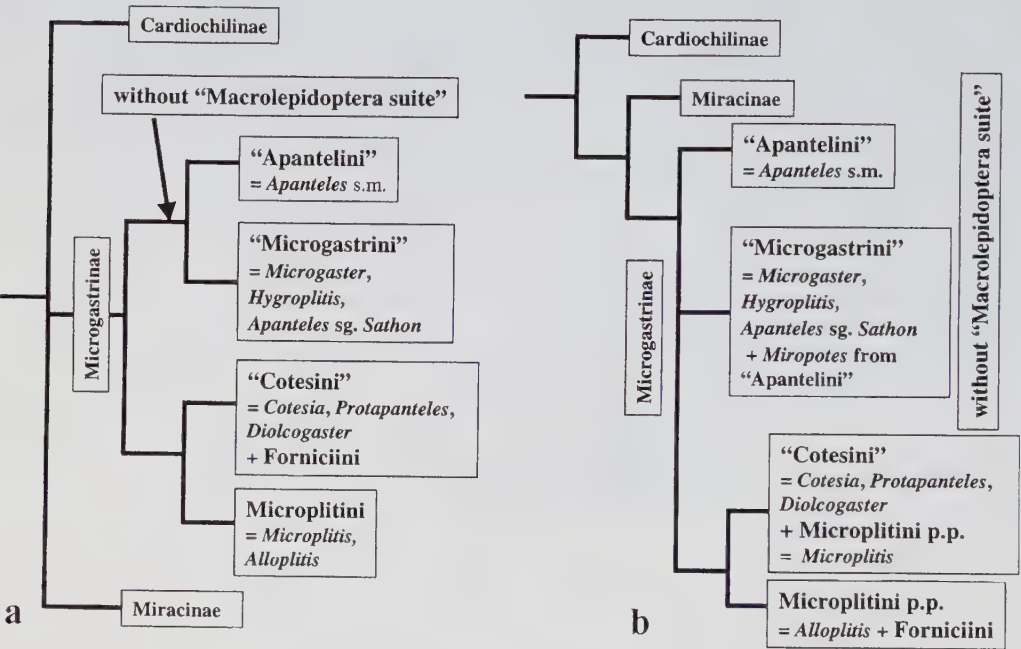 Cardiochilinae
without “Macrolepidoptera suite”
“Apantelini”
= Apanteles s.m.
Microgastrinae
“Microgastrini”
= Microgaster,
Hygroplitis,
Apanteles sg. Sathon
“Cotesini”
= Cotesia, Protapanteles,
Diolcogaster
+ Forniciini
Microplitini
= Microplitis,
Alloplitis
Miracinae
a
Cardiochilinae
Miracinae
“Apantelini”
= Apanteles s.m.
Microgastrinae
“Microgastrini”
= Microgaster,
Hygroplitis,
Apanteles sg. Sathon
+ Miropotes from
“Apantelini”
without “Macrolepidoptera suite”
“Cotesini”
= Cotesia, Protapanteles,
Diolcogaster
+ Microplitini p.p.
= Microplitis
Microplitini p.p.
= Alloplitis + Forniciini
b